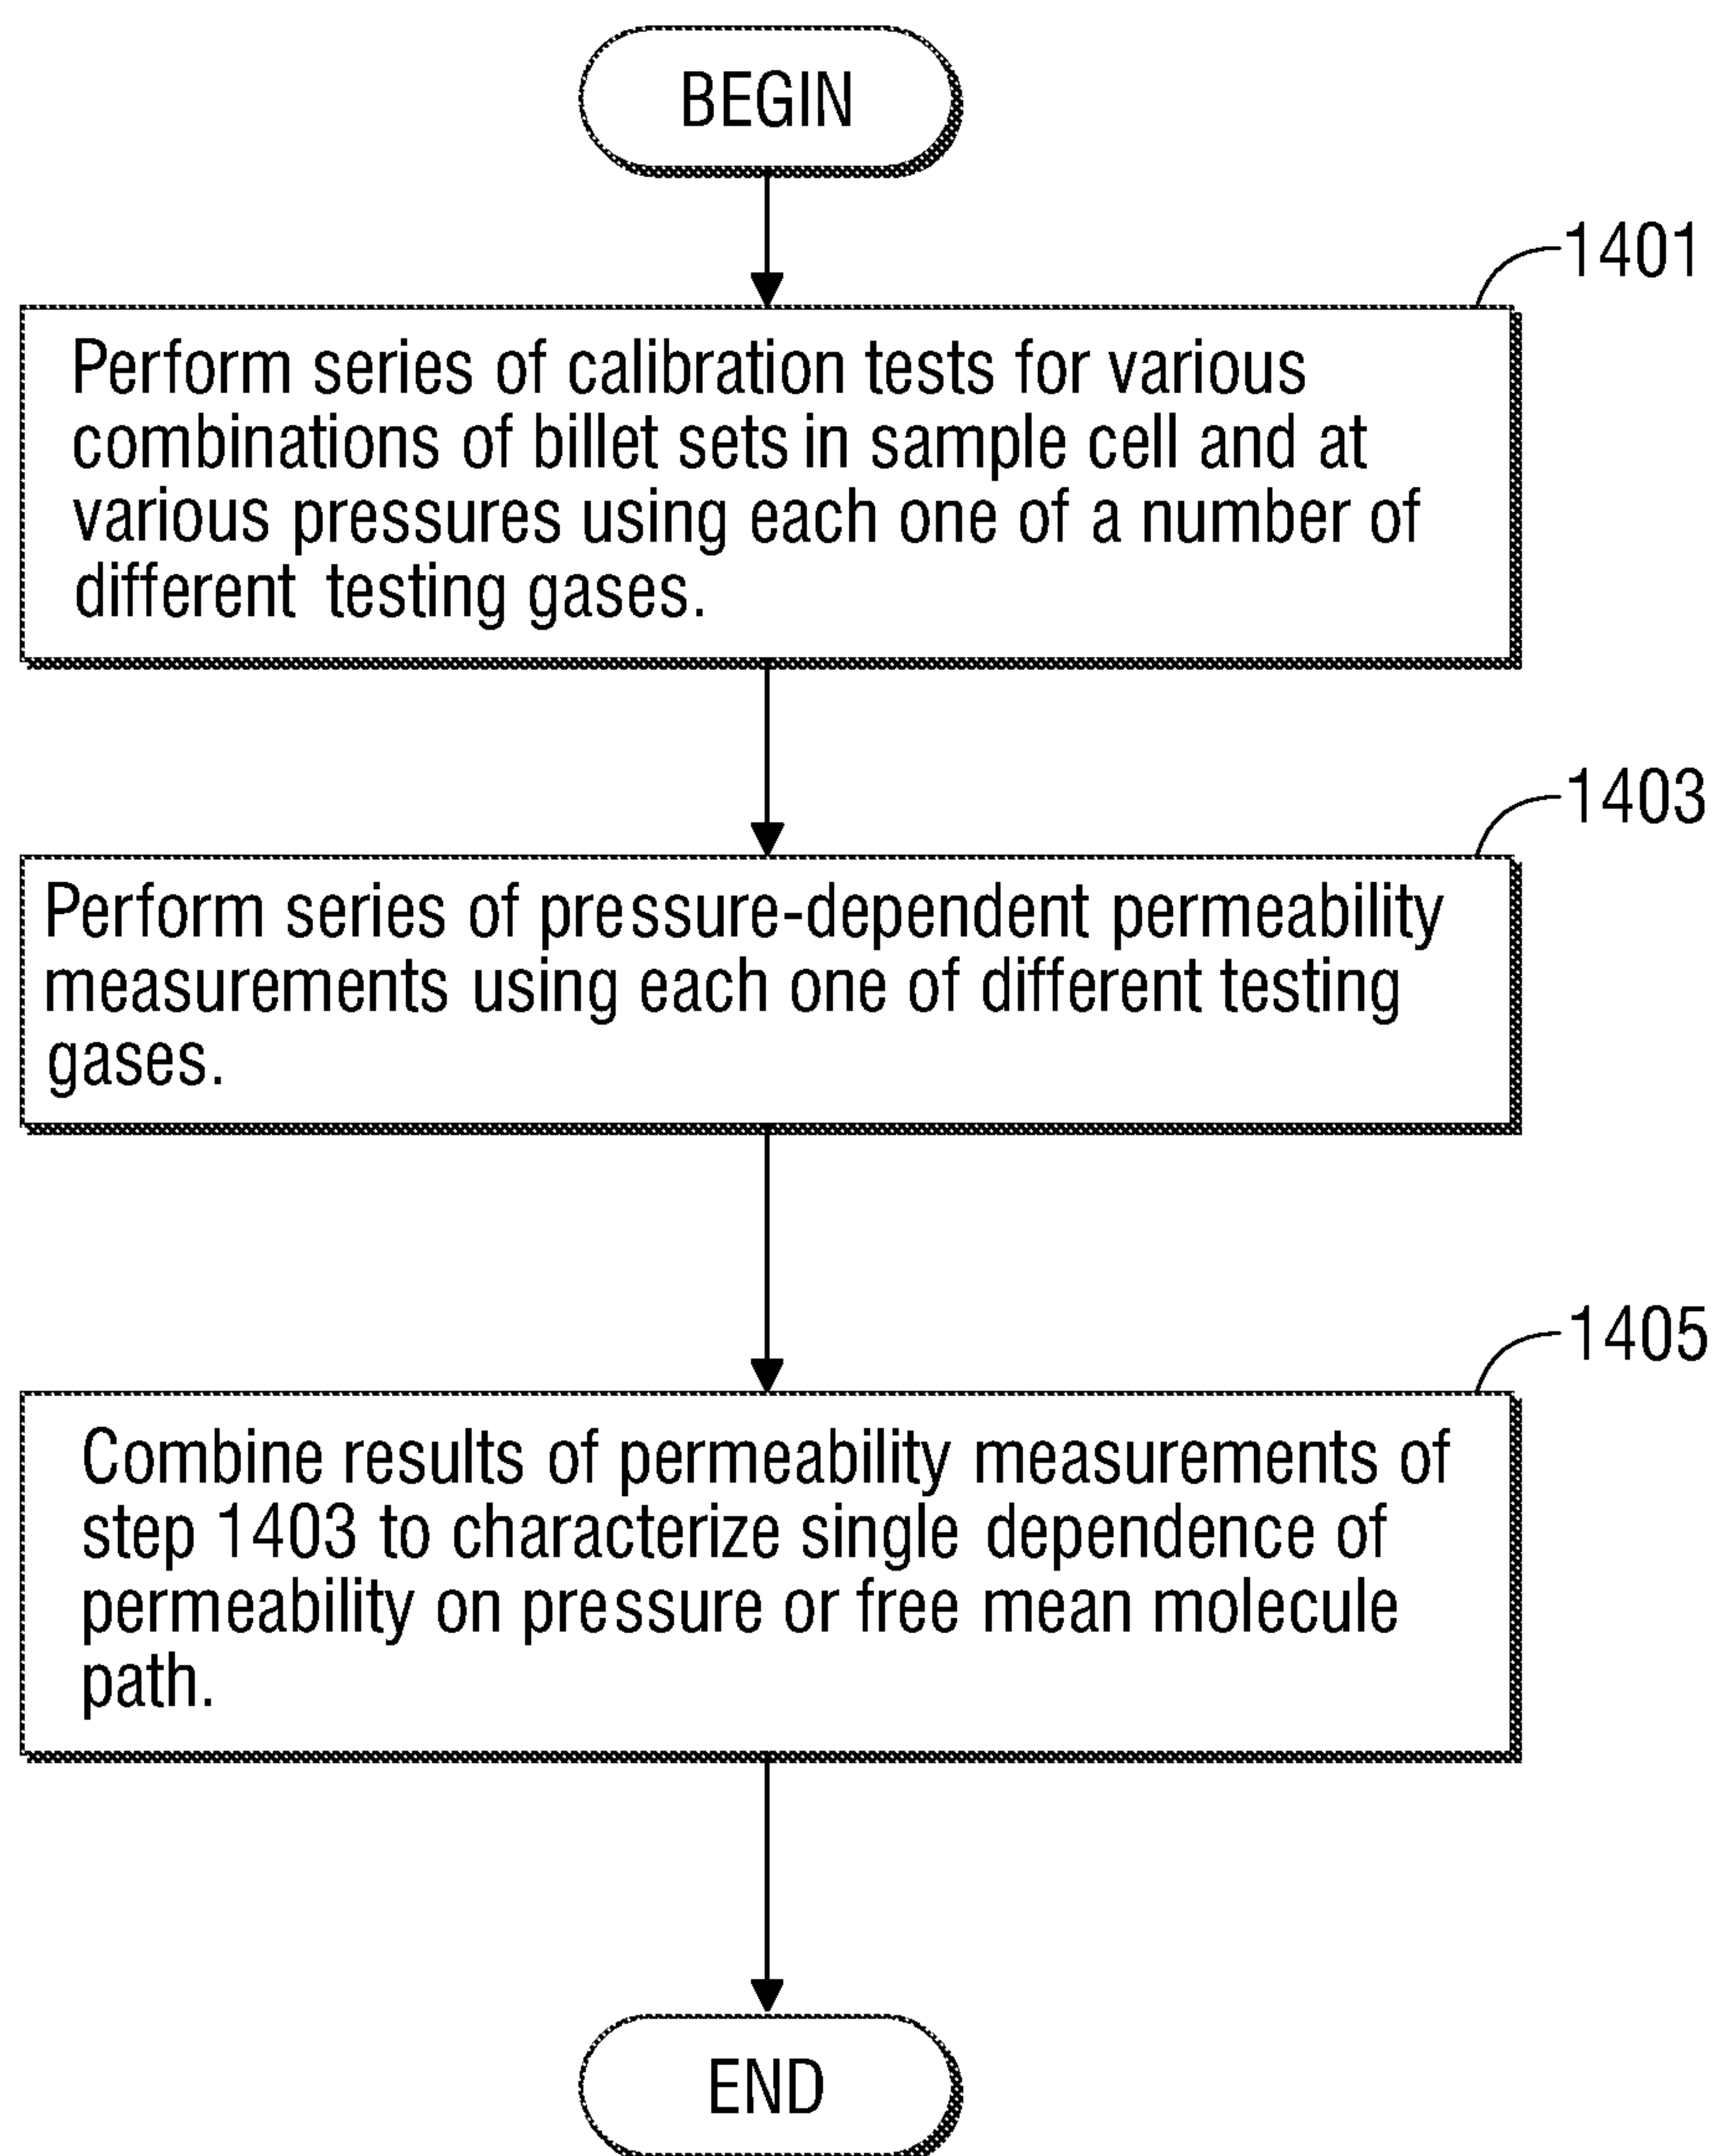 BEGIN
1401
Perform series of calibration tests for various
combinations of billet sets in sample cell and at
various pressures using each one of a number of
different testing gases.
1403
Perform series of pressure-dependent permeability
measurements using each one of different testing
gases.
1405
Combine results of permeability measurements of
step 1403 to characterize single dependence of
permeability on pressure or free mean molecule
path.
END